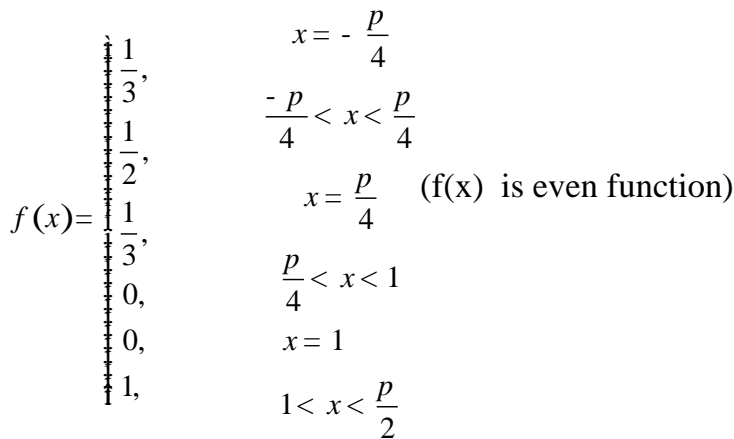 x = - p/4
1/3,
-p/4 < x < p/4
1/2,
x = p/4 (f(x) is even function)
f(x)= 1/3,
p/4 < x < 1
0,
0, x = 1
1,
1 < x < p/2